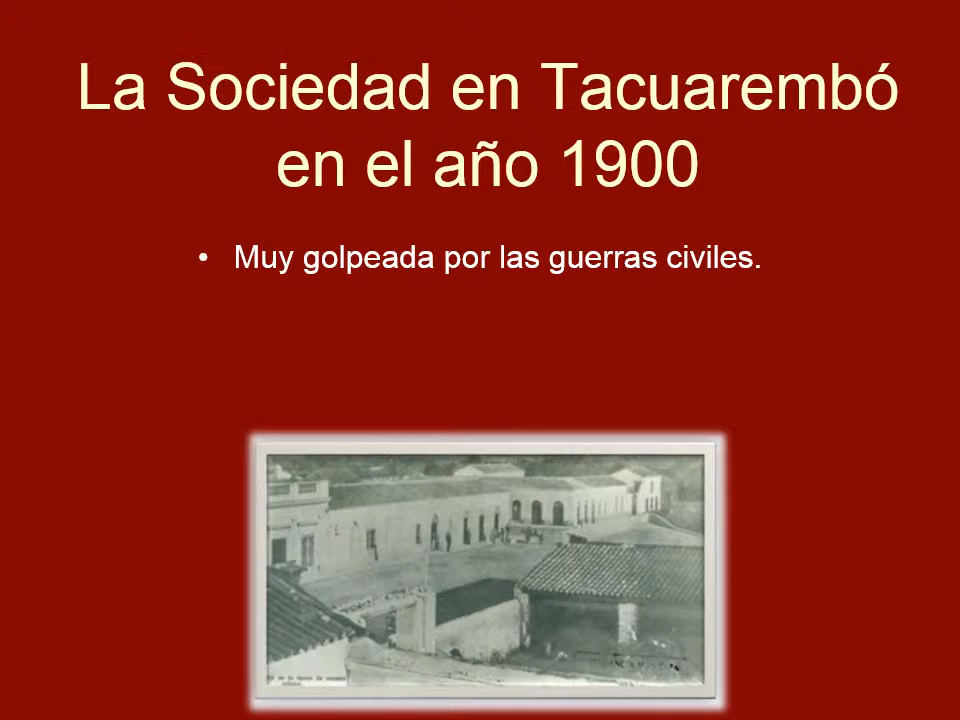 La Sociedad en Tacuarembó
en el año 1900
• Muy golpeada por las guerras civiles.